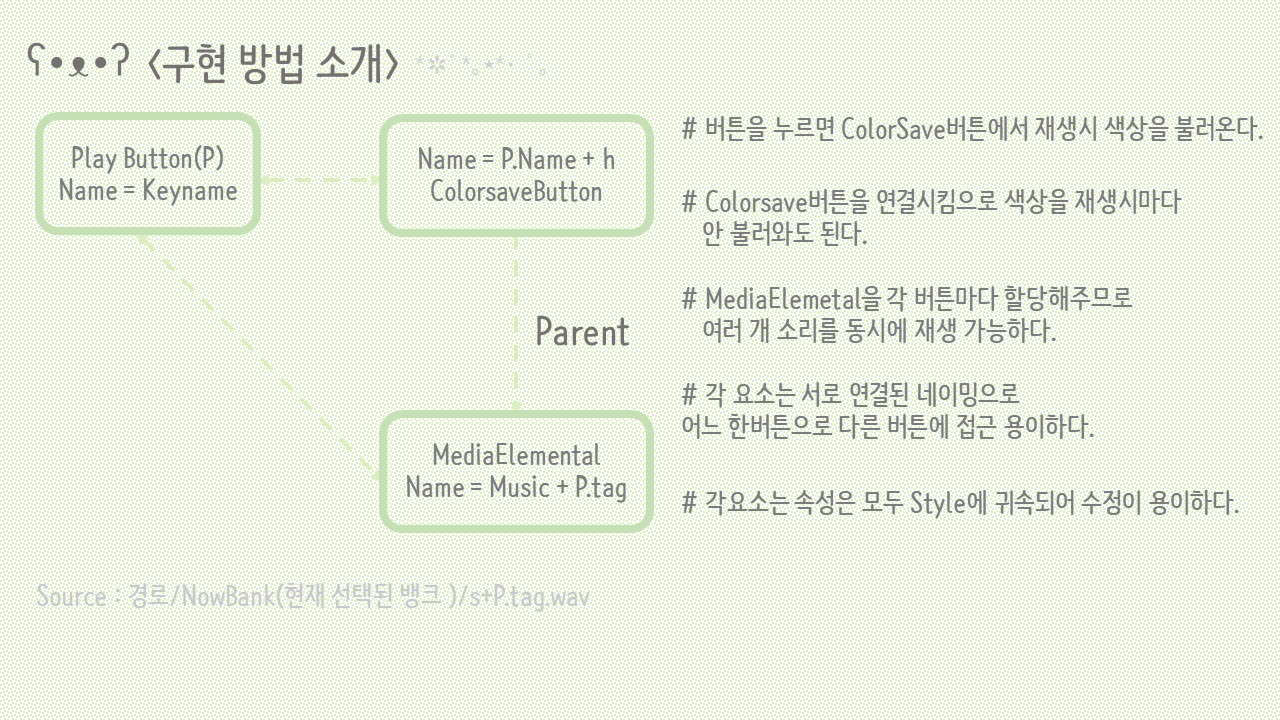 ʕ•ᴥ•ʔ <구현 방법 소개> *✲ﾟ*｡⋆*･ ﾟ｡
Play Button(P)
Name = Keyname
Name = P.Name + h
ColorsaveButton
Parent
MediaElemental
Name = Music + P.tag
Source : 경로/NowBank(현재 선택된 뱅크 )/s+P.tag.wav
# 버튼을 누르면 ColorSave버튼에서 재생시 색상을 불러온다.
# Colorsave버튼을 연결시킴으로 색상을 재생시마다
안 불러와도 된다.
# MediaElemetal을 각 버튼마다 할당해주므로
여러 개 소리를 동시에 재생 가능하다.
# 각 요소는 서로 연결된 네이밍으로
어느 한버튼으로 다른 버튼에 접근 용이하다.
# 각요소는 속성은 모두 Style에 귀속되어 수정이 용이하다.